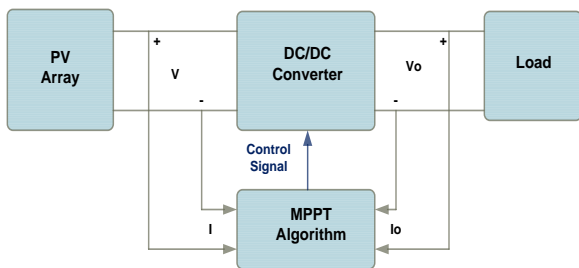 PV
Array
+
V
-
DC/DC
Converter
+
Vo
-
Load
Control
Signal
I
MPPT
Algorithm
Io